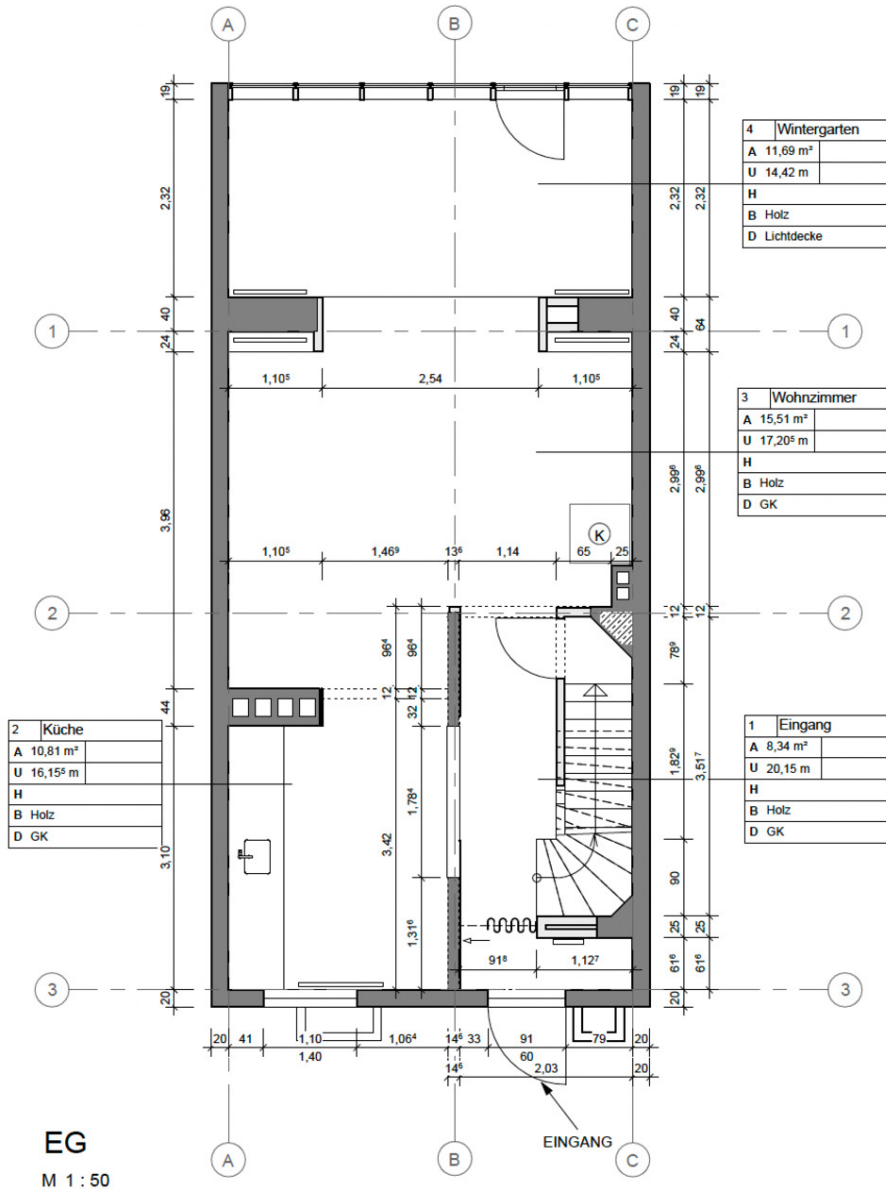 A
B
C
19
19
19
4 Wintergarten
A 11,69 m²
U 14,42 m
H
B Holz
D Lichtdecke
2,32
2,32
2,32
1
40
40
64
1
24
24
1,10⁵
2,54
1,10⁵
3 Wohnzimmer
A 15,51 m²
U 17,20⁵ m
H
B Holz
D GK
3,96
2,99⁶
2,99⁶
K
1,10⁵
1,46⁹
13⁶
1,14
65
25
2
12
12
2
96⁴
96⁴
78⁹
12
12
44
32
2 Küche
A 10,81 m²
U 16,15⁵ m
H
B Holz
D GK
1 Eingang
A 8,34 m²
U 20,15 m
H
B Holz
D GK
1,82⁹
3,51⁷
1,78⁴
3,42
3,10
90
1,31⁶
25
25
91⁸
1,12⁷
61⁶
61⁶
3
3
20
20
20
41
1,10
1,06⁴
14⁶
33
91
79
20
1,40
60
14⁶
2,03
20
EG
EINGANG
M 1 : 50
A
B
C